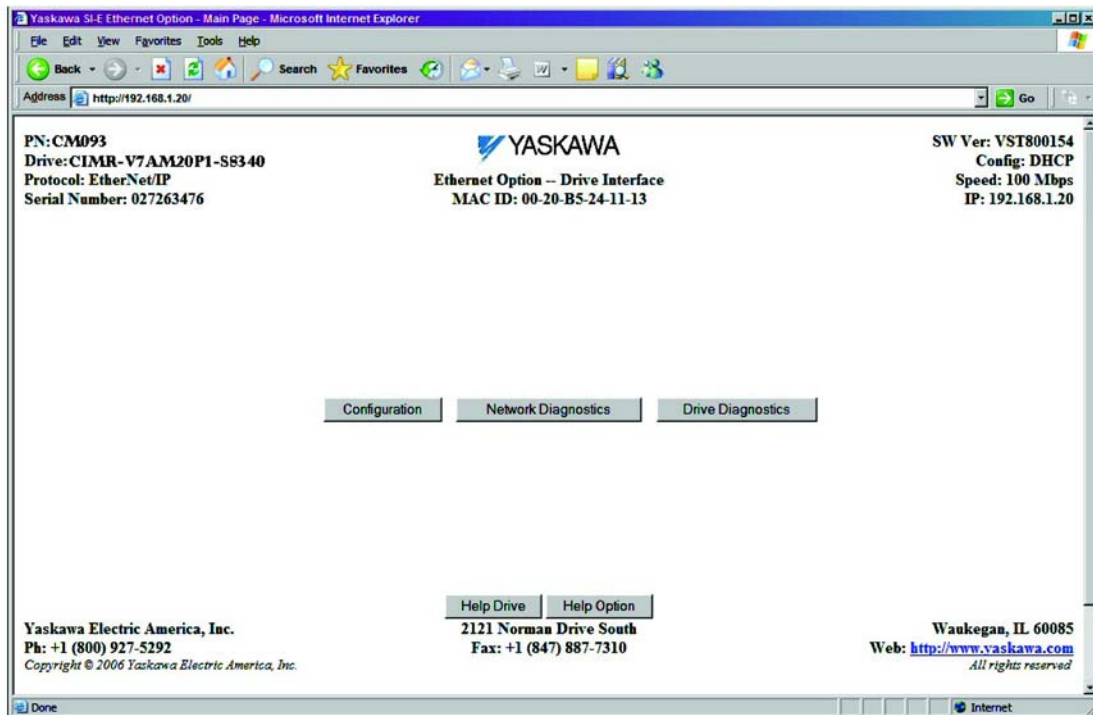 Yaskawa SI-E Ethernet Option - Main Page - Microsoft Internet Explorer
File Edit View Favorites Tools Help
Back Search Favorites
Address http://192.168.1.20/ Go
PN:CM093
Drive:CIMR-V7AM20P1-S8340
Protocol: EtherNet/IP
Serial Number: 027263476
YASKAWA
Ethernet Option -- Drive Interface
MAC ID: 00-20-B5-24-11-13
SW Ver: VST800154
Config: DHCP
Speed: 100 Mbps
IP: 192.168.1.20
Configuration Network Diagnostics Drive Diagnostics
Help Drive Help Option
Yaskawa Electric America, Inc. 2121 Norman Drive South Waukegan, IL 60085
Ph: +1 (800) 927-5292 Fax: +1 (847) 887-7310 Web: http://www.yaskawa.com
Copyright © 2006 Yaskawa Electric America, Inc. All rights reserved
Done Internet